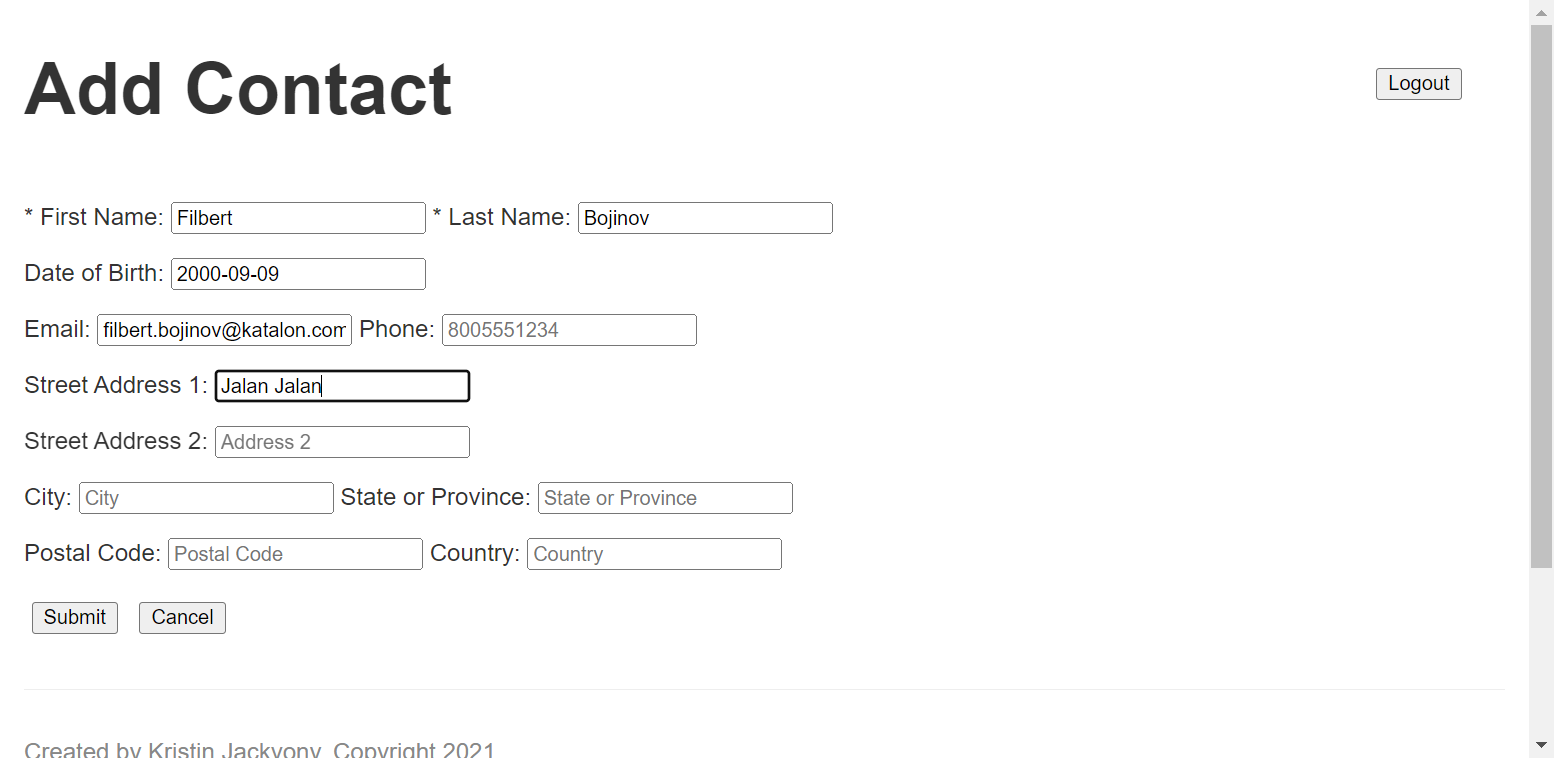 Add Contact
Logout
* First Name: Filbert * Last Name: Bojinov
Date of Birth: 2000-09-09
Email: filbert.bojinov@katalon.com Phone: 8005551234
Street Address 1: Jalan Jalan
Street Address 2: Address 2
City: City State or Province: State or Province
Postal Code: Postal Code Country: Country
Submit Cancel
Created by Kristin Jackvony, Copyright 2021